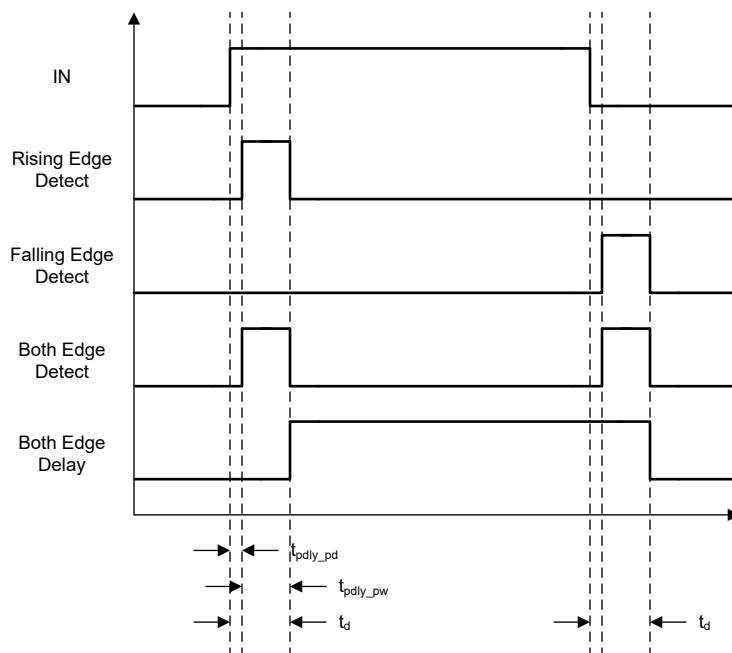 IN
Rising Edge
Detect
Falling Edge
Detect
Both Edge
Detect
Both Edge
Delay
tpdly_pd
tpdly_pw
td
td